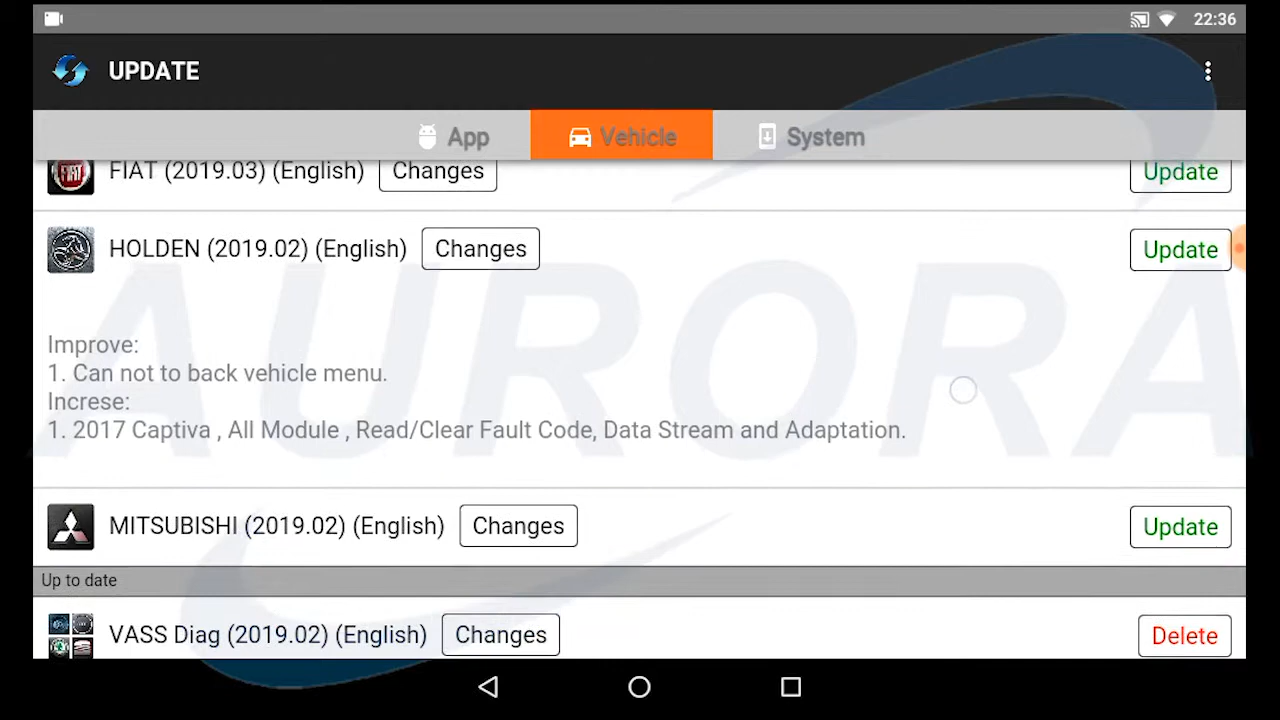 22:36
UPDATE
App Vehicle System
FIAT (2019.03) (English) Changes Update
HOLDEN (2019.02) (English) Changes Update
Improve:
1. Can not to back vehicle menu.
Increse:
1. 2017 Captiva , All Module , Read/Clear Fault Code, Data Stream and Adaptation.
MITSUBISHI (2019.02) (English) Changes Update
Up to date
VASS Diag (2019.02) (English) Changes Delete
AURORA